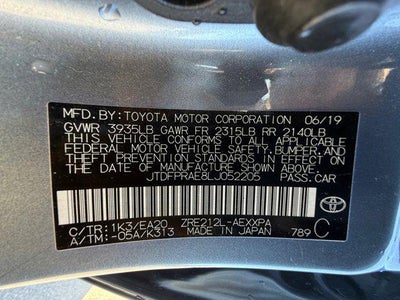 MFD. BY: TOYOTA MOTOR CORPORATION 06/19
GVWR 3935LB GAWR FR 2315LB RR 2140LB
THIS VEHICLE CONFORMS TO ALL APPLICABLE
FEDERAL MOTOR VEHICLE SAFETY, BUMPER, AND
THEFT PREVENTION STANDARDS IN EFFECT ON
THE DATE OF MANUFACTURE SHOWN ABOVE.
JTDFPRAE8LJ052205 PASS.CAR
C/TR: 1K3/EA20 ZRE212L-AEXXPA
A/TM: -05A/K313 MADE IN JAPAN 789 C